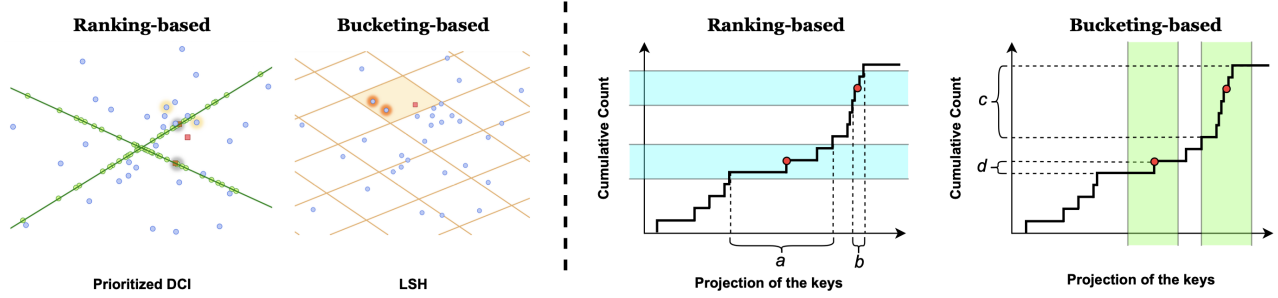 Ranking-based
Bucketing-based
Prioritized DCI
LSH
Ranking-based
Cumulative Count
a
b
Projection of the keys
Bucketing-based
Cumulative Count
c
d
Projection of the keys